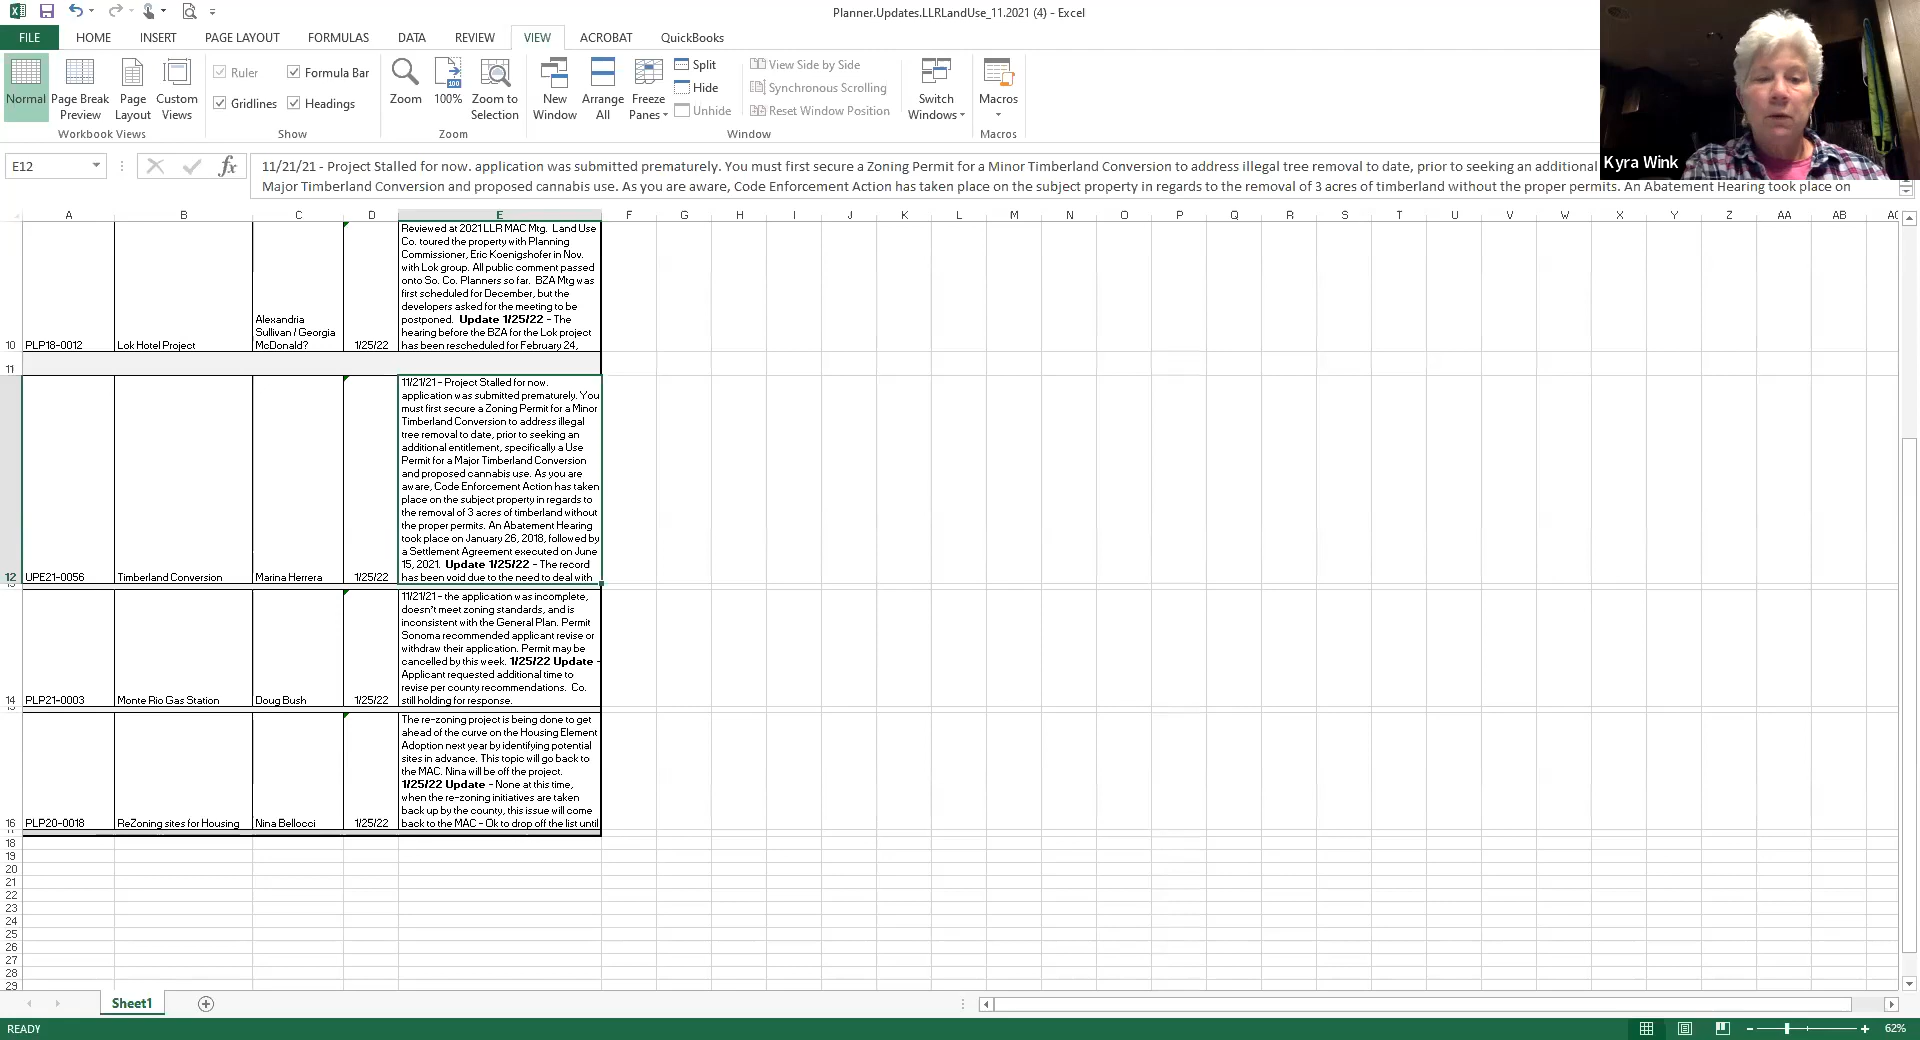 Planner.Updates.LLRLandUse_11.2021 (4) - Excel
FILE HOME INSERT PAGE LAYOUT FORMULAS DATA REVIEW VIEW ACROBAT QuickBooks
Normal
Page Break Preview
Page Layout
Custom Views
Workbook Views
Ruler
Formula Bar
Gridlines
Headings
Show
Zoom
100
100%
Zoom to Selection
Zoom
New Window
Arrange All
Freeze Panes
Split
Hide
Unhide
View Side by Side
Synchronous Scrolling
Reset Window Position
Window
Switch Windows
Macros
Macros
Kyra Wink
E12
fx
11/21/21 - Project Stalled for now. application was submitted prematurely. You must first secure a Zoning Permit for a Minor Timberland Conversion to address illegal tree removal to date, prior to seeking an additional
Major Timberland Conversion and proposed cannabis use. As you are aware, Code Enforcement Action has taken place on the subject property in regards to the removal of 3 acres of timberland without the proper permits. An Abatement Hearing took place on
A B C D E F G H I J K L M N O P Q R S T U V W X Y Z AA AB AC
Reviewed at 2021 LLR MAC Mtg. Land Use
Co. toured the property with Planning
Commissioner, Eric Koenigshofer in Nov.
with Lok group. All public comment passed
onto So. Co. Planners so far. BZA Mtg was
first scheduled for December, but the
developers asked for the meeting to be
postponed. Update 1/25/22 - The
hearing before the BZA for the Lok project
has been rescheduled for February 24,
Alexandria
Sullivan / Georgia
McDonald?
10 PLP18-0012 Lok Hotel Project 1/25/22
11
11/21/21 - Project Stalled for now.
application was submitted prematurely. You
must first secure a Zoning Permit for a Minor
Timberland Conversion to address illegal
tree removal to date, prior to seeking an
additional entitlement, specifically a Use
Permit for a Major Timberland Conversion
and proposed cannabis use. As you are
aware, Code Enforcement Action has taken
place on the subject property in regards to
the removal of 3 acres of timberland without
the proper permits. An Abatement Hearing
took place on January 26, 2018, followed by
a Settlement Agreement executed on June
15, 2021. Update 1/25/22 - The record
has been void due to the need to deal with
12 UPE21-0056 Timberland Conversion Marina Herrera 1/25/22
11/21/21 - the application was incomplete,
doesn't meet zoning standards, and is
inconsistent with the General Plan. Permit
Sonoma recommended applicant revise or
withdraw their application. Permit may be
cancelled by this week. 1/25/22 Update -
Applicant requested additional time to
revise per county recommendations. Co.
still holding for response.
14 PLP21-0003 Monte Rio Gas Station Doug Bush 1/25/22
The re-zoning project is being done to get
ahead of the curve on the Housing Element
Adoption next year by identifying potential
sites in advance. This topic will go back to
the MAC. Nina will be off the project.
1/25/22 Update - None at this time,
when the re-zoning initiatives are taken
back up by the county, this issue will come
back to the MAC - Ok to drop off the list until
16 PLP20-0018 ReZoning sites for Housing Nina Bellocci 1/25/22
18
19
20
21
22
23
24
25
26
27
28
29
Sheet1
READY
62%